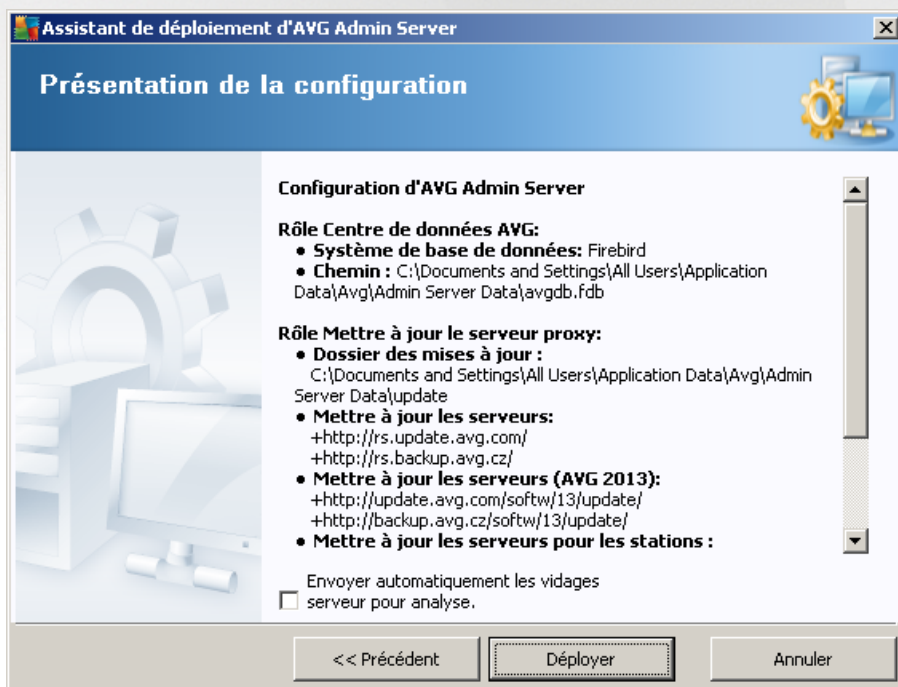 Assistant de déploiement d'AVG Admin Server
Présentation de la configuration
Configuration d'AVG Admin Server
Rôle Centre de données AVG:
• Système de base de données: Firebird
• Chemin : C:\Documents and Settings\All Users\Application
Data\Avg\Admin Server Data\avgdb.fdb
Rôle Mettre à jour le serveur proxy:
• Dossier des mises à jour :
C:\Documents and Settings\All Users\Application Data\Avg\Admin
Server Data\update
• Mettre à jour les serveurs:
+http://rs.update.avg.com/
+http://rs.backup.avg.cz/
• Mettre à jour les serveurs (AVG 2013):
+http://update.avg.com/softw/13/update/
+http://backup.avg.cz/softw/13/update/
• Mettre à jour les serveurs pour les stations :
Envoyer automatiquement les vidages
serveur pour analyse.
<< Précédent
Déployer
Annuler